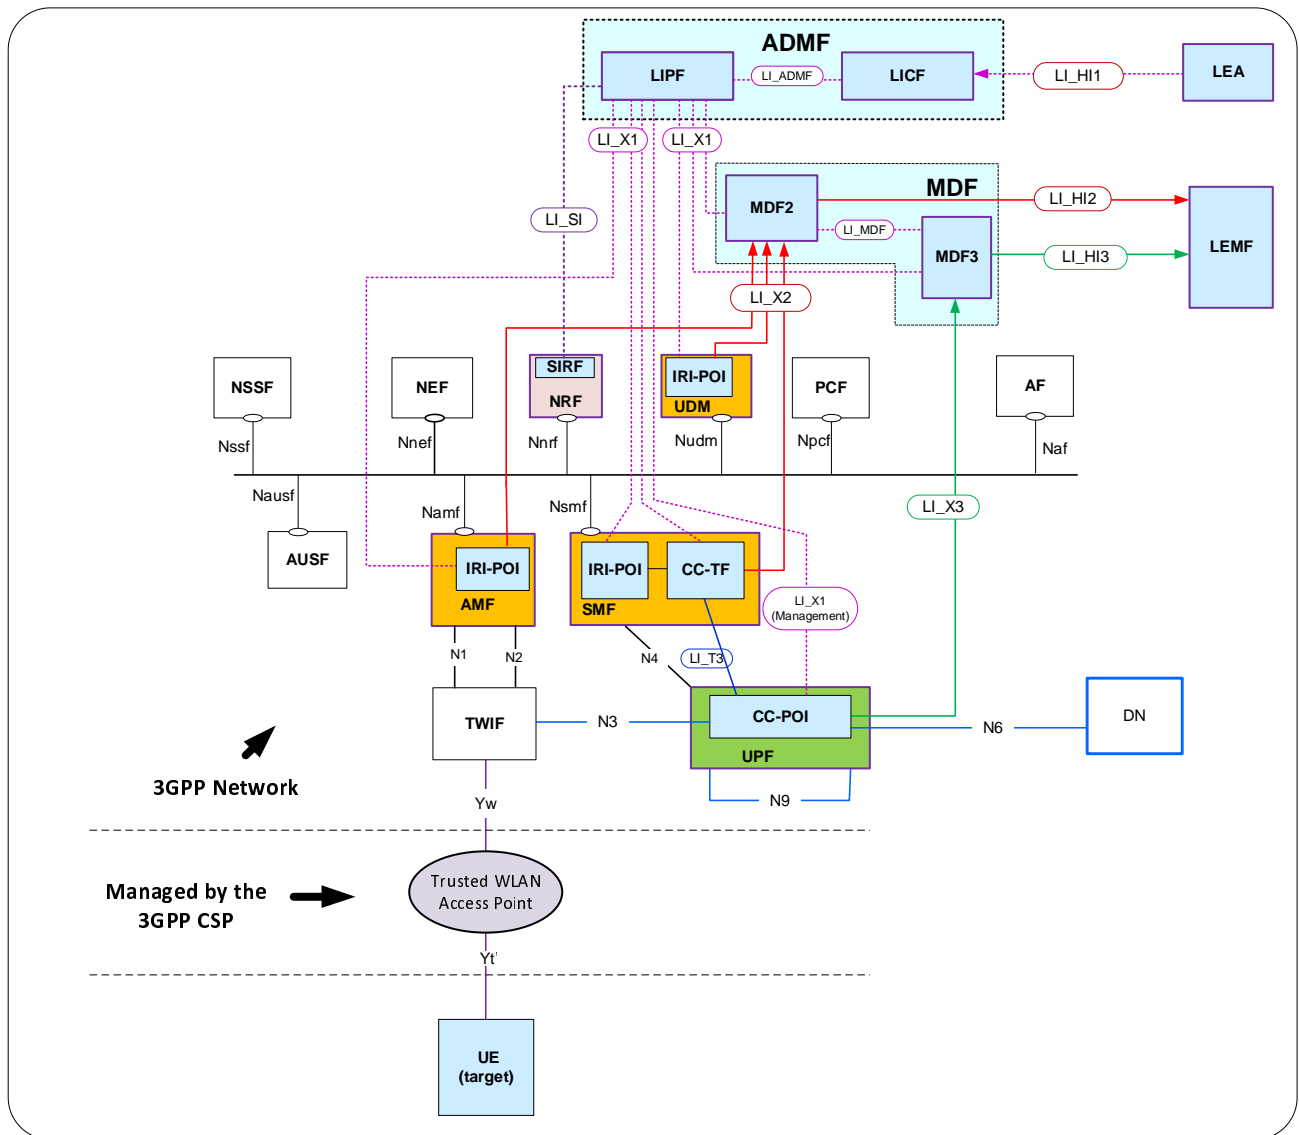 ADMF
LIPF
LI_ADMF
LICF
LI_HI1
LEA
LI_X1
LI_X1
MDF
MDF2
LI_HI2
LI_SI
LI_MDF
MDF3
LI_HI3
LEMF
LI_X2
NSSF
NEF
SIRF
NRF
IRI-POI
UDM
PCF
AF
Nssf
Nnef
Nnrf
Nudm
Npcf
Naf
Nausf
Namf
Nsmf
LI_X3
AUSF
IRI-POI
AMF
IRI-POI
CC-TF
SMF
LI_X1
(Management)
N1
N2
N4
LI_T3
TWIF
N3
CC-POI
UPF
N6
DN
N9
3GPP Network
Yw
Managed by the
3GPP CSP
Trusted WLAN
Access Point
Yt'
UE
(target)